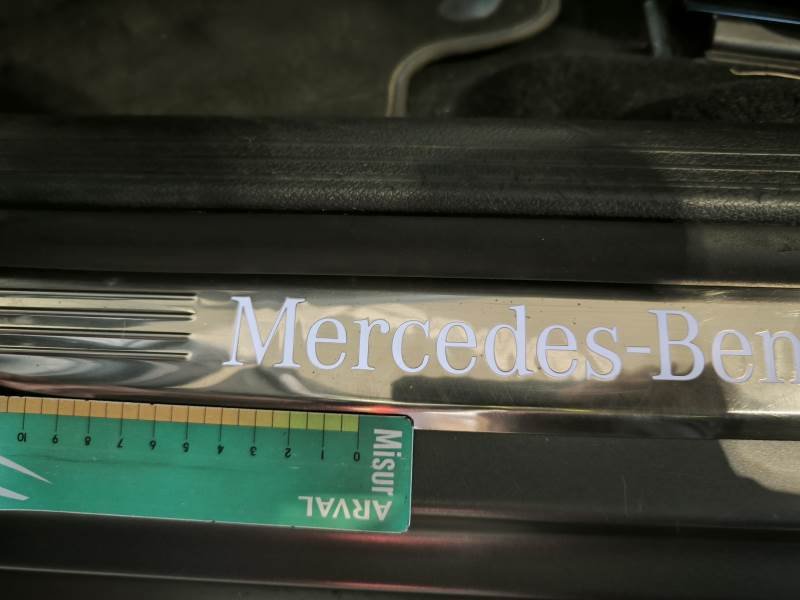 Mercedes-Ben
10 9 8 7 6 5 4 3 2 1 0
Misur
ARVAL